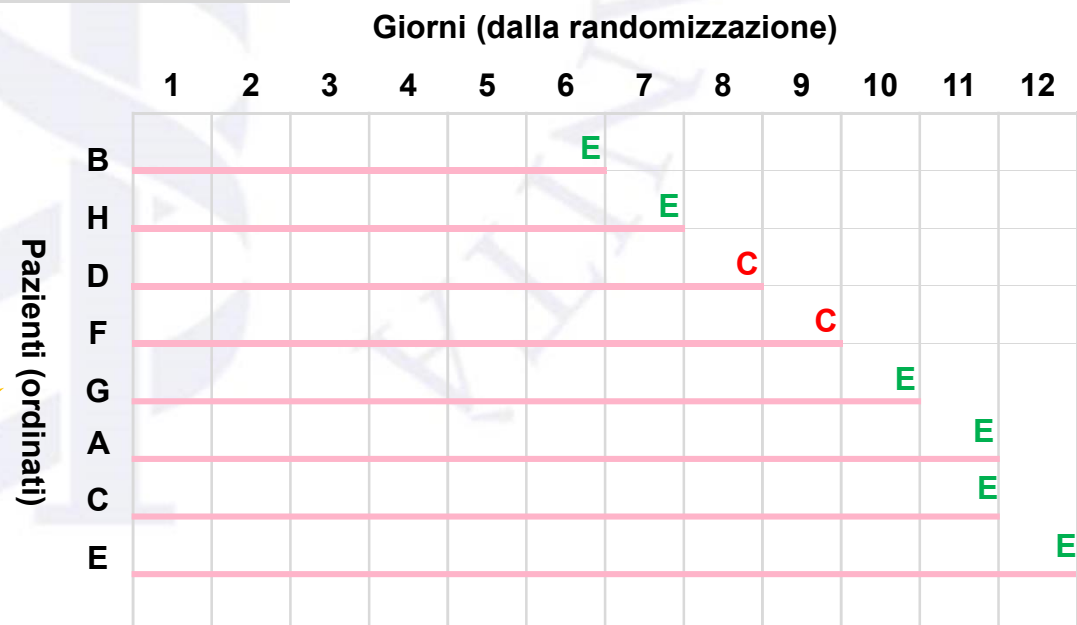 Giorni (dalla randomizzazione)
1 2 3 4 5 6 7 8 9 10 11 12
Pazienti (ordinati)
B E
H E
D C
F C
G E
A E
C E
E E